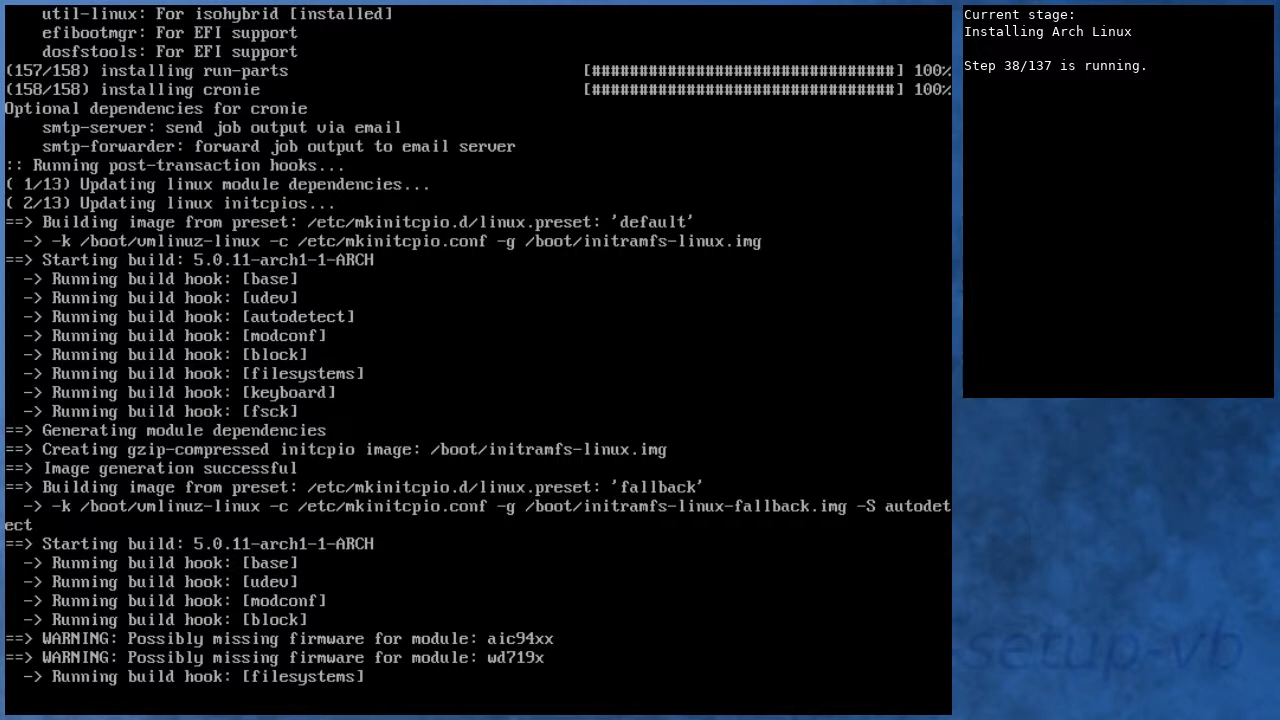 util-linux: For isohybrid [installed]
    efibootmgr: For EFI support
    dosfstools: For EFI support
(157/158) installing run-parts                               [################################] 100%
(158/158) installing cronie                                  [################################] 100%
Optional dependencies for cronie
    smtp-server: send job output via email
    smtp-forwarder: forward job output to email server
:: Running post-transaction hooks...
( 1/13) Updating linux module dependencies...
( 2/13) Updating linux initcpios...
==> Building image from preset: /etc/mkinitcpio.d/linux.preset: 'default'
  -> -k /boot/vmlinuz-linux -c /etc/mkinitcpio.conf -g /boot/initramfs-linux.img
==> Starting build: 5.0.11-arch1-1-ARCH
  -> Running build hook: [base]
  -> Running build hook: [udev]
  -> Running build hook: [autodetect]
  -> Running build hook: [modconf]
  -> Running build hook: [block]
  -> Running build hook: [filesystems]
  -> Running build hook: [keyboard]
  -> Running build hook: [fsck]
==> Generating module dependencies
==> Creating gzip-compressed initcpio image: /boot/initramfs-linux.img
==> Image generation successful
==> Building image from preset: /etc/mkinitcpio.d/linux.preset: 'fallback'
  -> -k /boot/vmlinuz-linux -c /etc/mkinitcpio.conf -g /boot/initramfs-linux-fallback.img -S autodet
ect
==> Starting build: 5.0.11-arch1-1-ARCH
  -> Running build hook: [base]
  -> Running build hook: [udev]
  -> Running build hook: [modconf]
  -> Running build hook: [block]
==> WARNING: Possibly missing firmware for module: aic94xx
==> WARNING: Possibly missing firmware for module: wd719x
  -> Running build hook: [filesystems]
Current stage:
Installing Arch Linux
Step 38/137 is running.
-setup-vb